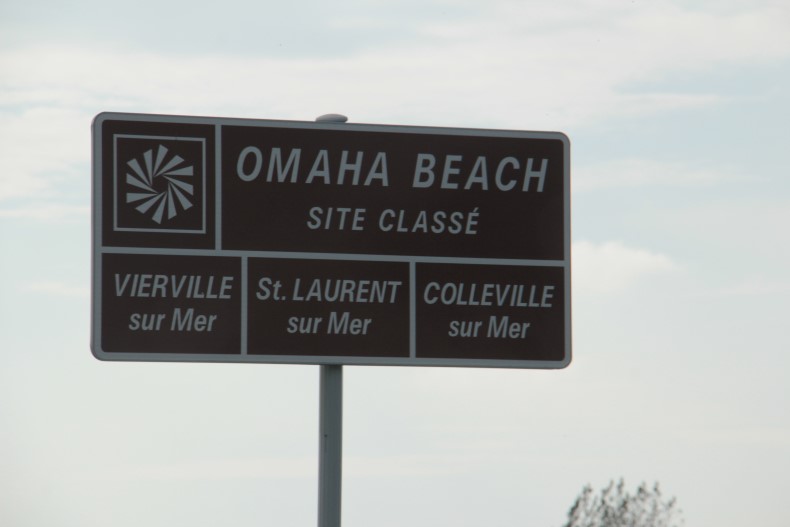 OMAHA BEACH
SITE CLASSÉ
VIERVILLE
sur Mer
St. LAURENT
sur Mer
COLLEVILLE
sur Mer